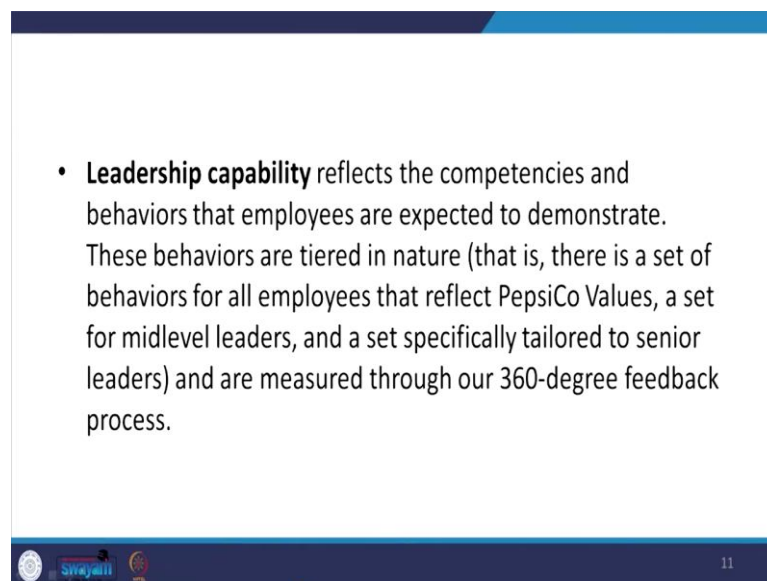 • Leadership capability reflects the competencies and
behaviors that employees are expected to demonstrate.
These behaviors are tiered in nature (that is, there is a set of
behaviors for all employees that reflect PepsiCo Values, a set
for midlevel leaders, and a set specifically tailored to senior
leaders) and are measured through our 360-degree feedback
process.
swayam
11